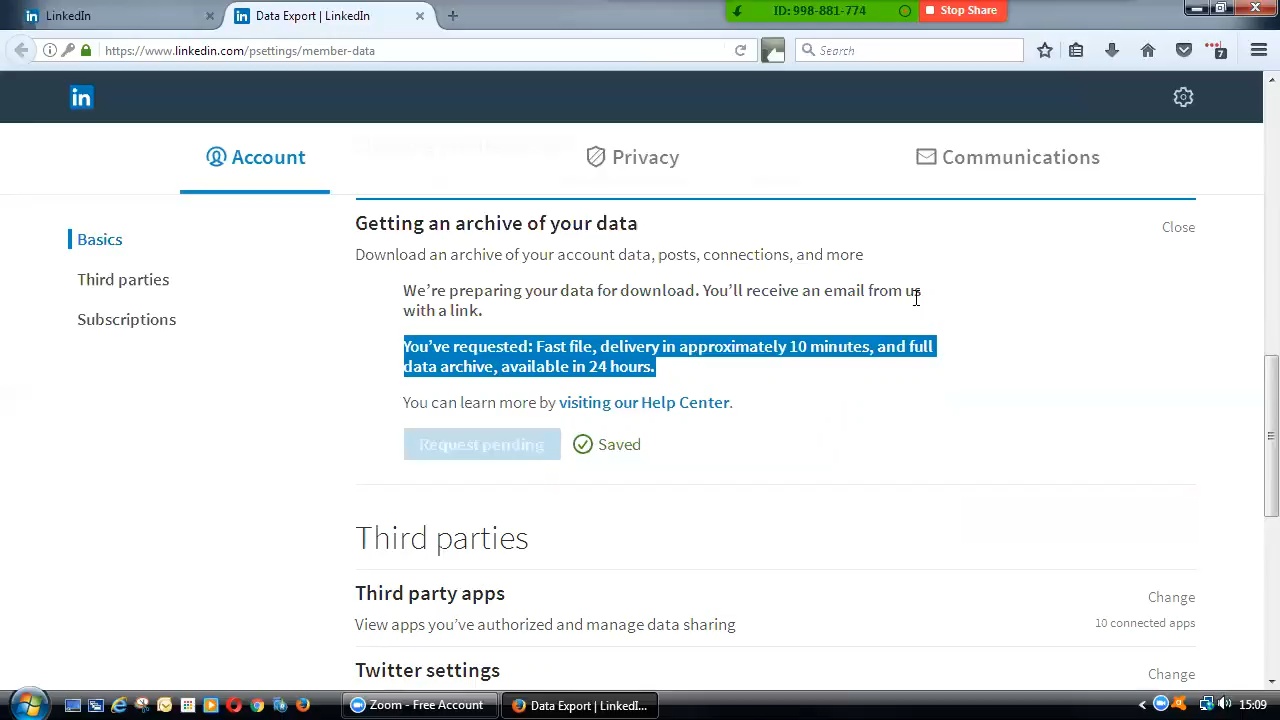 LinkedIn
Data Export | LinkedIn
ID: 998-881-774
Stop Share
https://www.linkedin.com/psettings/member-data
Search
7
in
Account
Privacy
Communications
Basics
Third parties
Subscriptions
Getting an archive of your data
Close
Download an archive of your account data, posts, connections, and more
We're preparing your data for download. You'll receive an email from us
with a link.
You've requested: Fast file, delivery in approximately 10 minutes, and full
data archive, available in 24 hours.
You can learn more by visiting our Help Center.
Request pending
Saved
Third parties
Third party apps
Change
View apps you've authorized and manage data sharing
10 connected apps
Twitter settings
Change
Zoom - Free Account
Data Export | LinkedI...
15:09